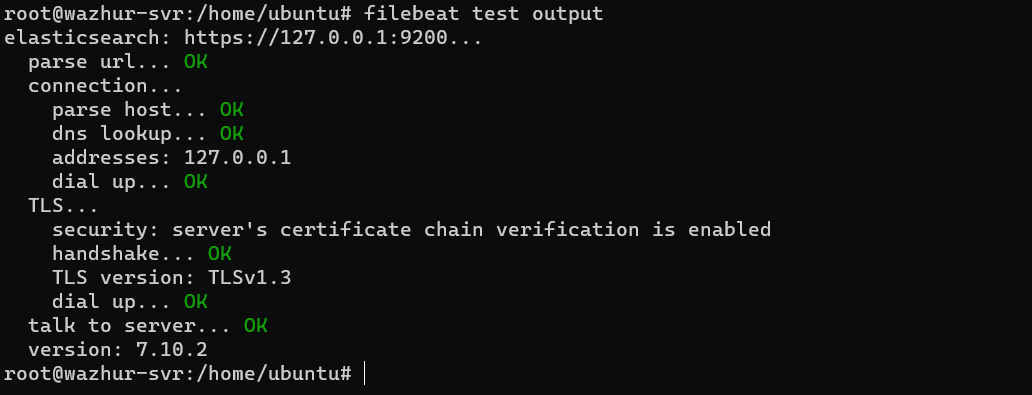 root@wazhur-svr:/home/ubuntu# filebeat test output
elasticsearch: https://127.0.0.1:9200...
  parse url... OK
  connection...
    parse host... OK
    dns lookup... OK
    addresses: 127.0.0.1
    dial up... OK
  TLS...
    security: server's certificate chain verification is enabled
    handshake... OK
    TLS version: TLSv1.3
    dial up... OK
  talk to server... OK
  version: 7.10.2
root@wazhur-svr:/home/ubuntu#